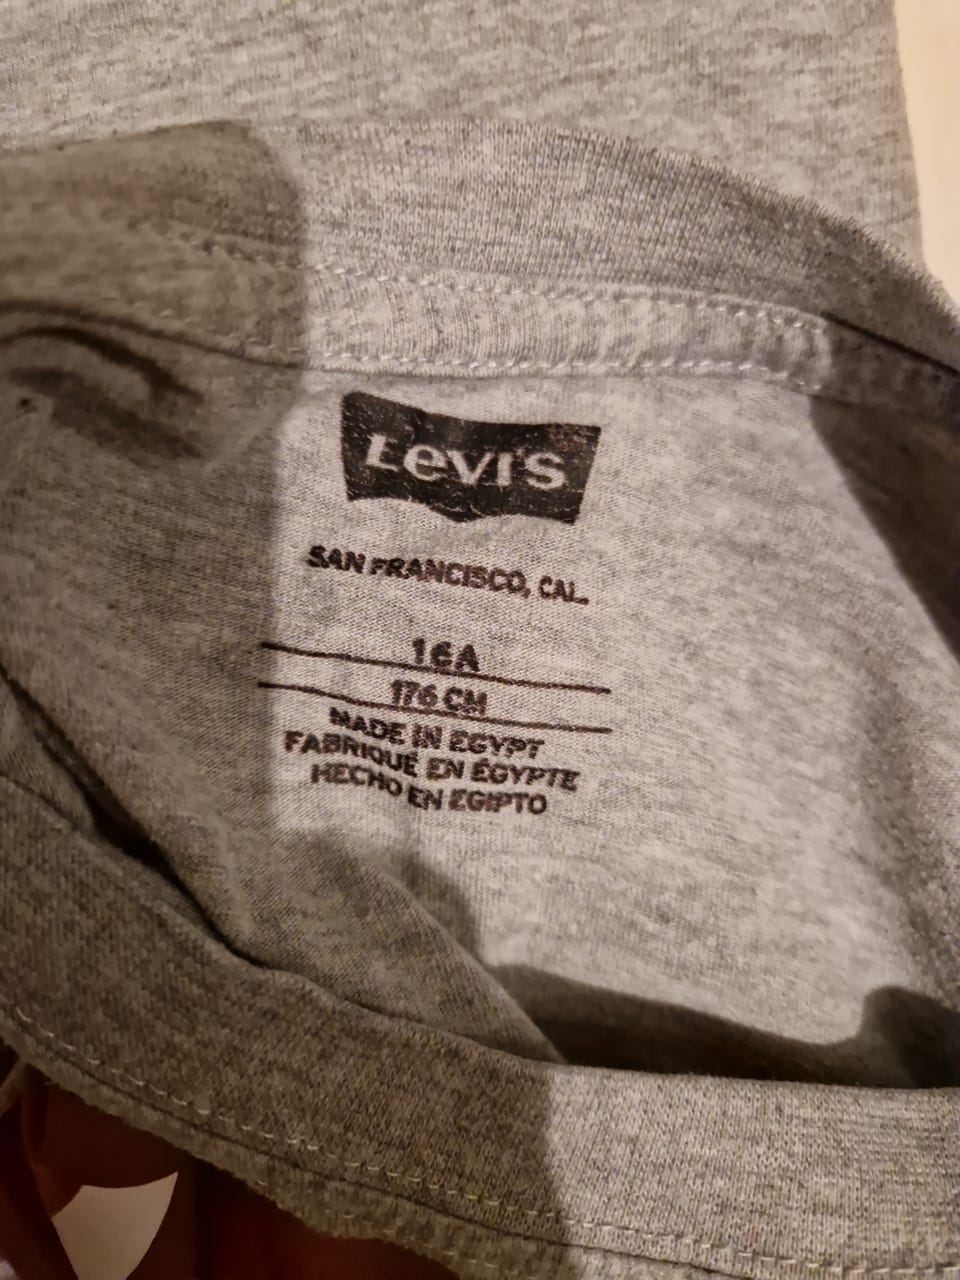 Levi's
SAN FRANCISCO, CAL.
16A
176 CM
MADE IN EGYPT
FABRIQUÉ EN ÉGYPTE
HECHO EN EGIPTO